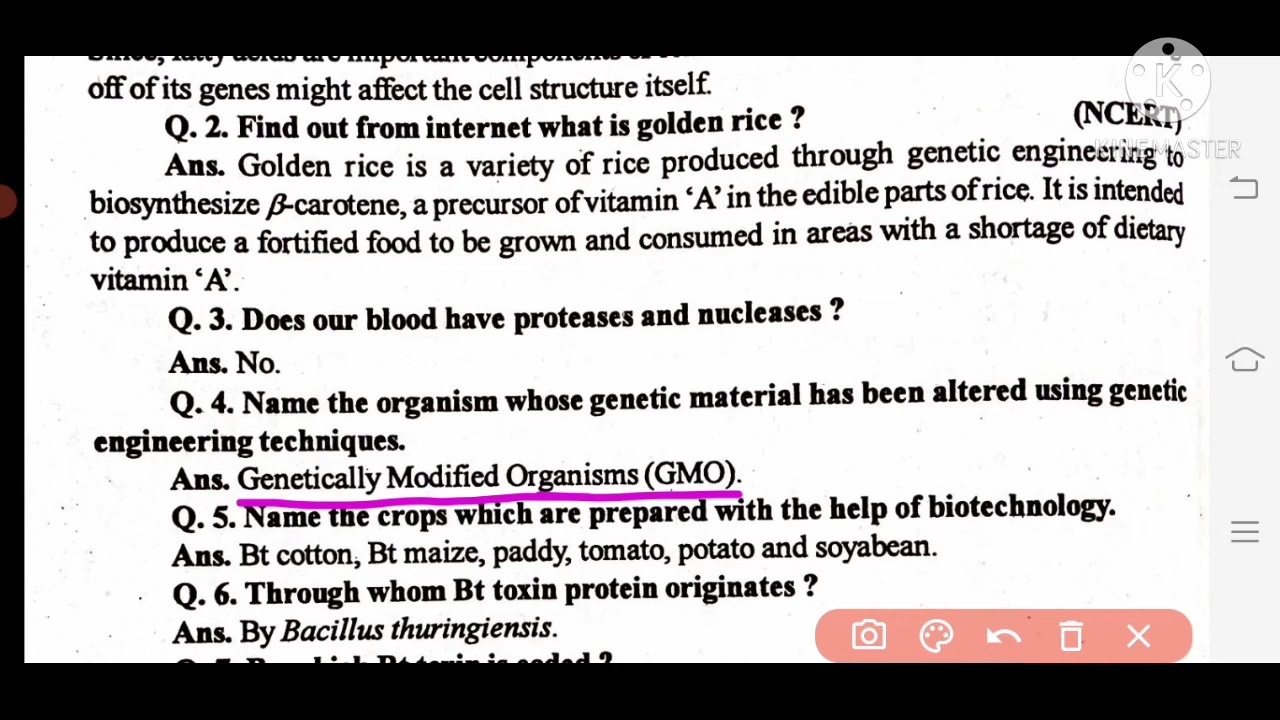 off of its genes might affect the cell structure itself.
Q. 2. Find out from internet what is golden rice ? (NCERT)
Ans. Golden rice is a variety of rice produced through genetic engineering to
biosynthesize β-carotene, a precursor of vitamin ‘A’ in the edible parts of rice. It is intended
to produce a fortified food to be grown and consumed in areas with a shortage of dietary
vitamin ‘A’.
Q. 3. Does our blood have proteases and nucleases ?
Ans. No.
Q. 4. Name the organism whose genetic material has been altered using genetic
engineering techniques.
Ans. Genetically Modified Organisms (GMO).
Q. 5. Name the crops which are prepared with the help of biotechnology.
Ans. Bt cotton, Bt maize, paddy, tomato, potato and soyabean.
Q. 6. Through whom Bt toxin protein originates ?
Ans. By Bacillus thuringiensis.
K
KINEMASTER